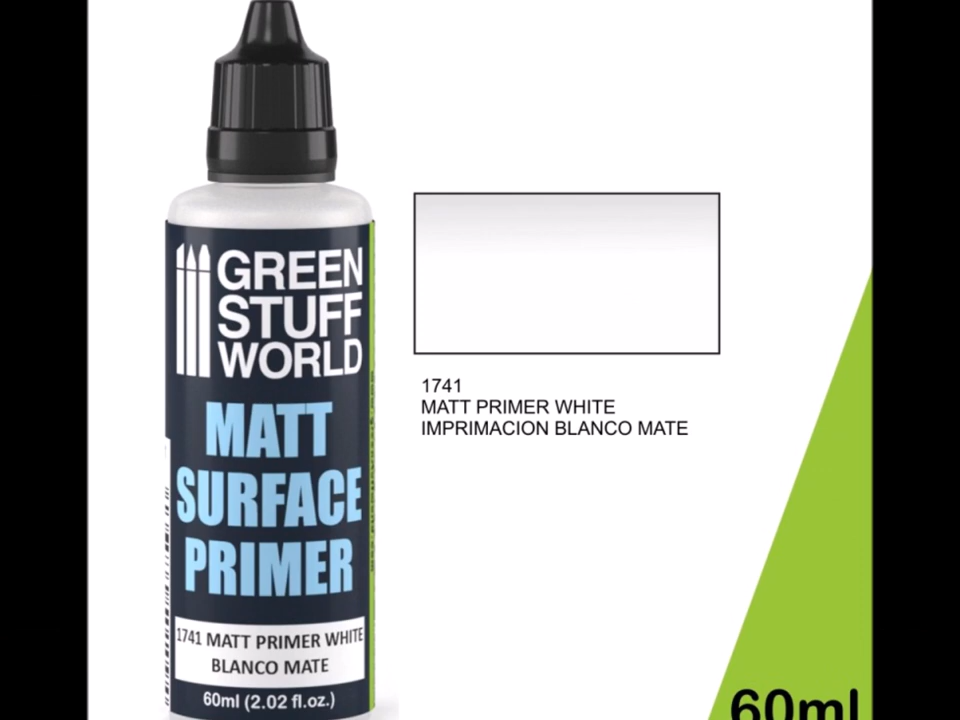 GREEN
STUFF
WORLD
MATT
SURFACE
PRIMER
1741 MATT PRIMER WHITE
BLANCO MATE
60ml (2.02 fl.oz.)
1741
MATT PRIMER WHITE
IMPRIMACION BLANCO MATE
60ml